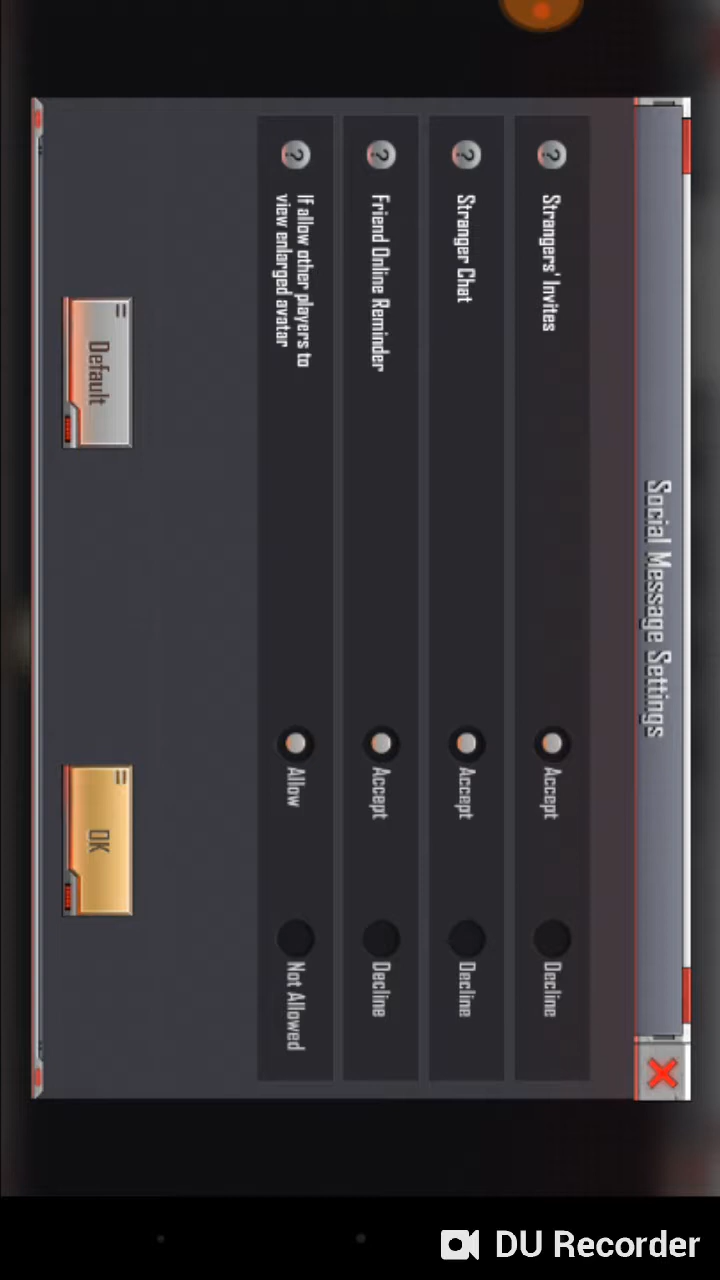 Social Message Settings
Strangers' Invites
Accept
Decline
Stranger Chat
Accept
Decline
Friend Online Reminder
Accept
Decline
If allow other players to
view enlarged avatar
Allow
Not Allowed
Default
OK
DU Recorder